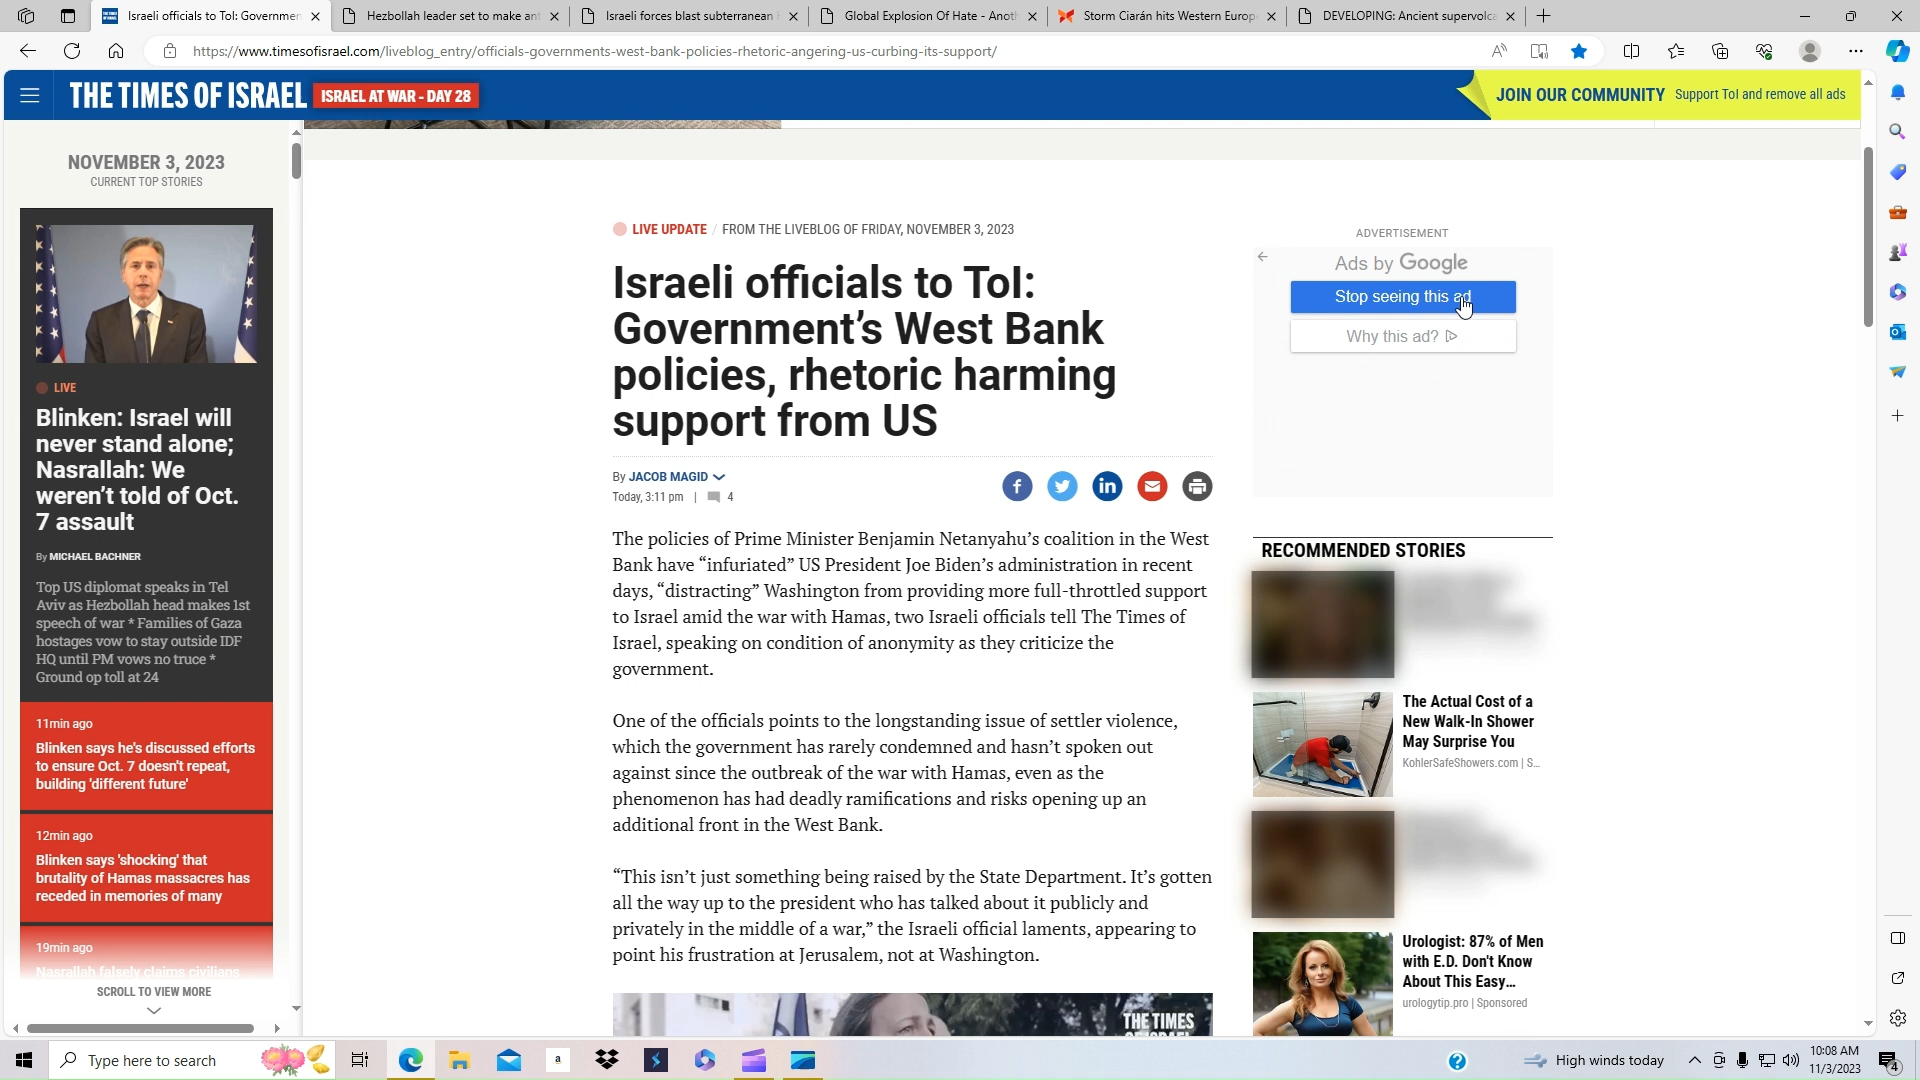 Israeli officials to ToI: Governmen
Hezbollah leader set to make ant
Israeli forces blast subterranean
Global Explosion Of Hate - Anoth
Storm Ciarán hits Western Europ
DEVELOPING: Ancient supervolca
https://www.timesofisrael.com/liveblog_entry/officials-governments-west-bank-policies-rhetoric-angering-us-curbing-its-support/
THE TIMES OF ISRAEL
ISRAEL AT WAR - DAY 28
JOIN OUR COMMUNITY
Support ToI and remove all ads
NOVEMBER 3, 2023
CURRENT TOP STORIES
LIVE
Blinken: Israel will
never stand alone;
Nasrallah: We
weren't told of Oct.
7 assault
By MICHAEL BACHNER
Top US diplomat speaks in Tel
Aviv as Hezbollah head makes 1st
speech of war * Families of Gaza
hostages vow to stay outside IDF
HQ until PM vows no truce *
Ground op toll at 24
11min ago
Blinken says he's discussed efforts
to ensure Oct. 7 doesn't repeat,
building 'different future'
12min ago
Blinken says 'shocking' that
brutality of Hamas massacres has
receded in memories of many
19min ago
Nasrallah falsely claims civilians
SCROLL TO VIEW MORE
LIVE UPDATE / FROM THE LIVEBLOG OF FRIDAY, NOVEMBER 3, 2023
Israeli officials to ToI:
Government's West Bank
policies, rhetoric harming
support from US
By JACOB MAGID
Today, 3:11 pm | 4
The policies of Prime Minister Benjamin Netanyahu's coalition in the West
Bank have “infuriated” US President Joe Biden's administration in recent
days, “distracting” Washington from providing more full-throttled support
to Israel amid the war with Hamas, two Israeli officials tell The Times of
Israel, speaking on condition of anonymity as they criticize the
government.
One of the officials points to the longstanding issue of settler violence,
which the government has rarely condemned and hasn't spoken out
against since the outbreak of the war with Hamas, even as the
phenomenon has had deadly ramifications and risks opening up an
additional front in the West Bank.
“This isn't just something being raised by the State Department. It's gotten
all the way up to the president who has talked about it publicly and
privately in the middle of a war,” the Israeli official laments, appearing to
point his frustration at Jerusalem, not at Washington.
THE TIMES
ADVERTISEMENT
Ads by Google
Stop seeing this ad
Why this ad?
RECOMMENDED STORIES
The Actual Cost of a
New Walk-In Shower
May Surprise You
KohlerSafeShowers.com | S...
Urologist: 87% of Men
with E.D. Don't Know
About This Easy...
urologytip.pro | Sponsored
Type here to search
High winds today
10:08 AM
11/3/2023
4